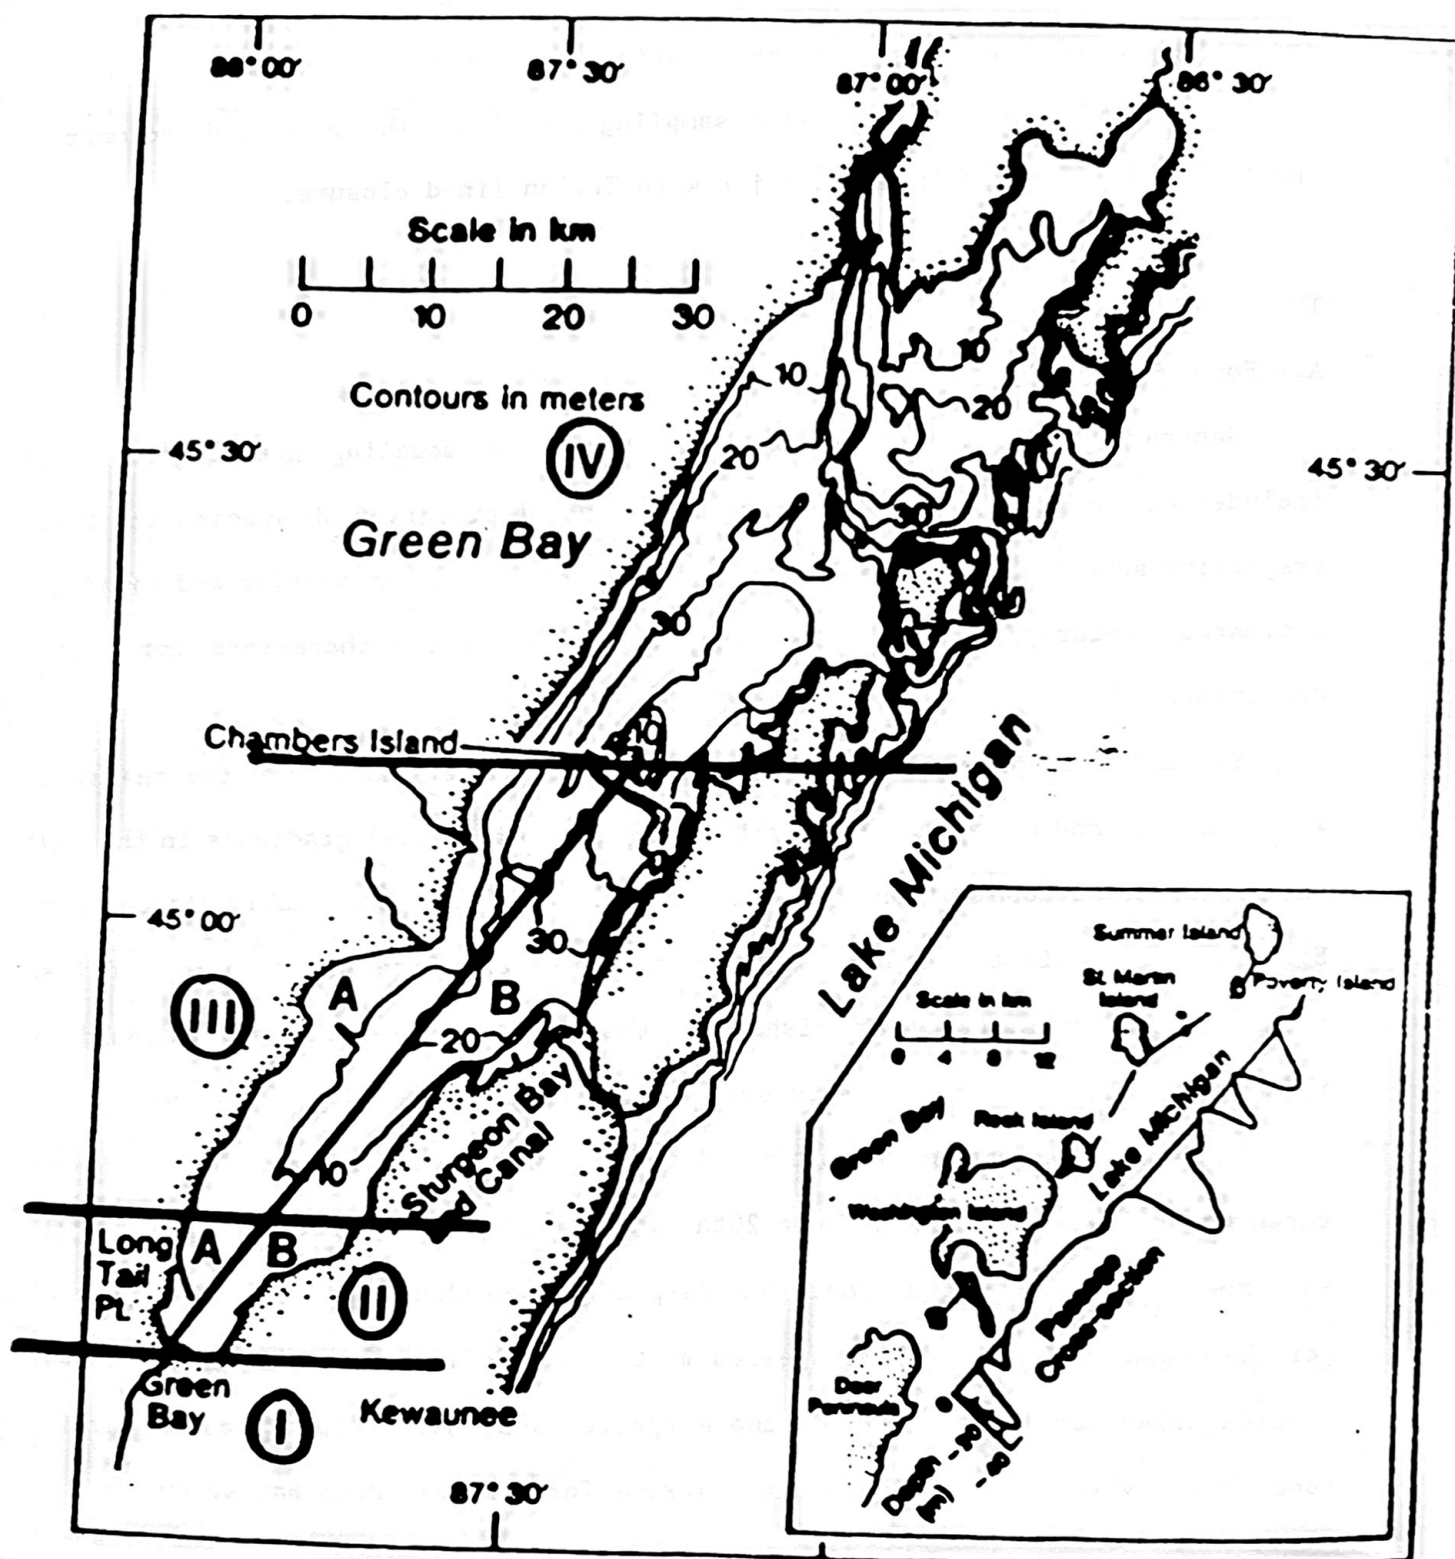 88° 00'
87° 30'
87° 00'
86° 30'
Scale in km
0 10 20 30
Contours in meters
IV
45° 30'
45° 30'
Green Bay
10
10
20
20
30
30
Chambers Island
10
Lake Michigan
45° 00'
30
III
A
B
20
Sturgeon Bay
and Canal
10
Long
Tail
Pt.
A
B
II
Green
Bay
I
Kewaunee
87° 30'
Summer Island
Poverty Island
St. Martin
Island
Scale in km
0 4 8 12
Green Bay
Rock Island
Lake Michigan
Washington Island
Passage
Cross-section
Door
Peninsula
0
Depth
(m)